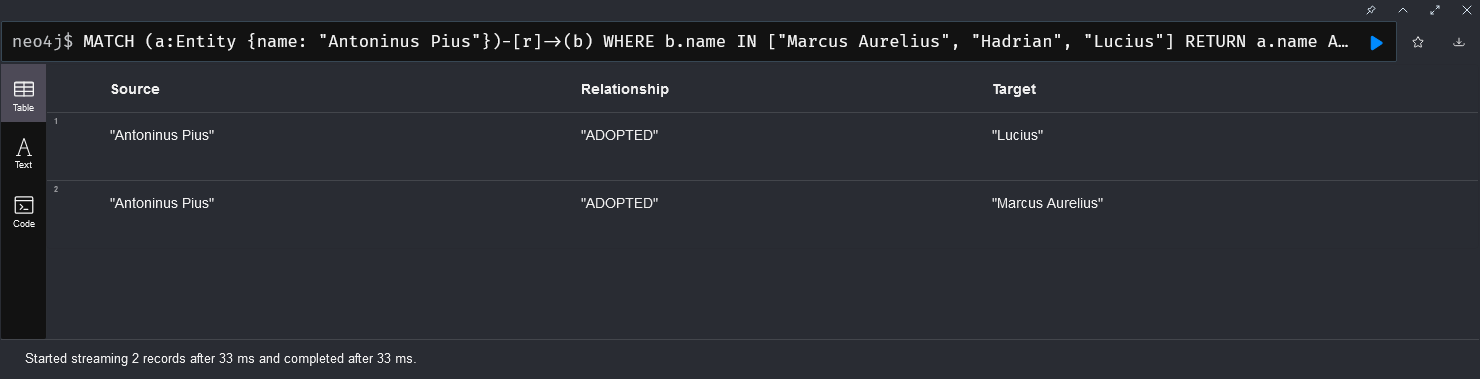 neo4j$ MATCH (a:Entity {name: "Antoninus Pius"})-[r]->(b) WHERE b.name IN ["Marcus Aurelius", "Hadrian", "Lucius"] RETURN a.name A…
Table
Text
Code
Source Relationship Target
1
"Antoninus Pius" "ADOPTED" "Lucius"
2
"Antoninus Pius" "ADOPTED" "Marcus Aurelius"
Started streaming 2 records after 33 ms and completed after 33 ms.